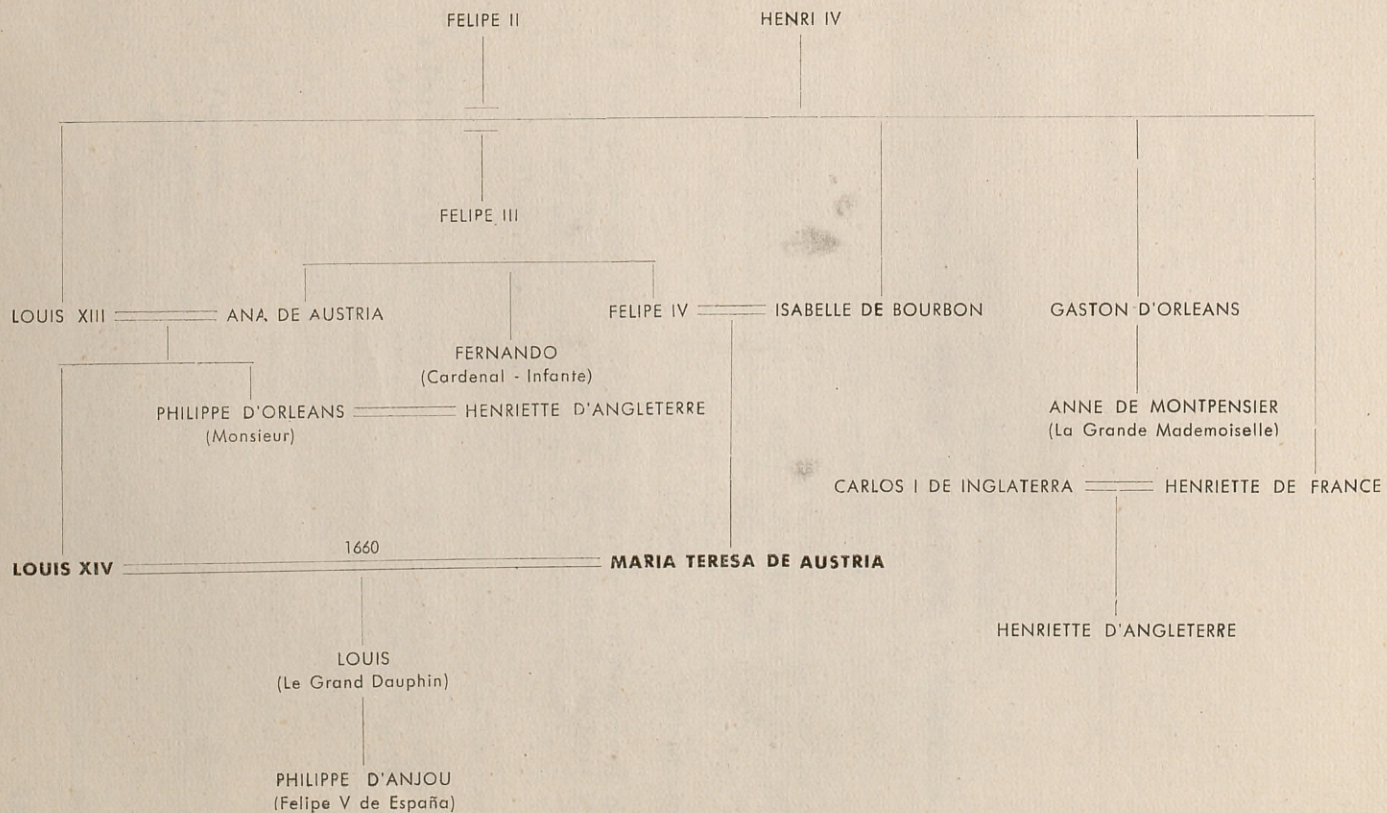 FELIPE II
HENRI IV
FELIPE III
LOUIS XIII
ANA DE AUSTRIA
FELIPE IV
ISABELLE DE BOURBON
GASTON D'ORLEANS
FERNANDO
(Cardenal - Infante)
PHILIPPE D'ORLEANS
(Monsieur)
HENRIETTE D'ANGLETERRE
ANNE DE MONTPENSIER
(La Grande Mademoiselle)
CARLOS I DE INGLATERRA
HENRIETTE DE FRANCE
LOUIS XIV
1660
MARIA TERESA DE AUSTRIA
HENRIETTE D'ANGLETERRE
LOUIS
(Le Grand Dauphin)
PHILIPPE D'ANJOU
(Felipe V de España)